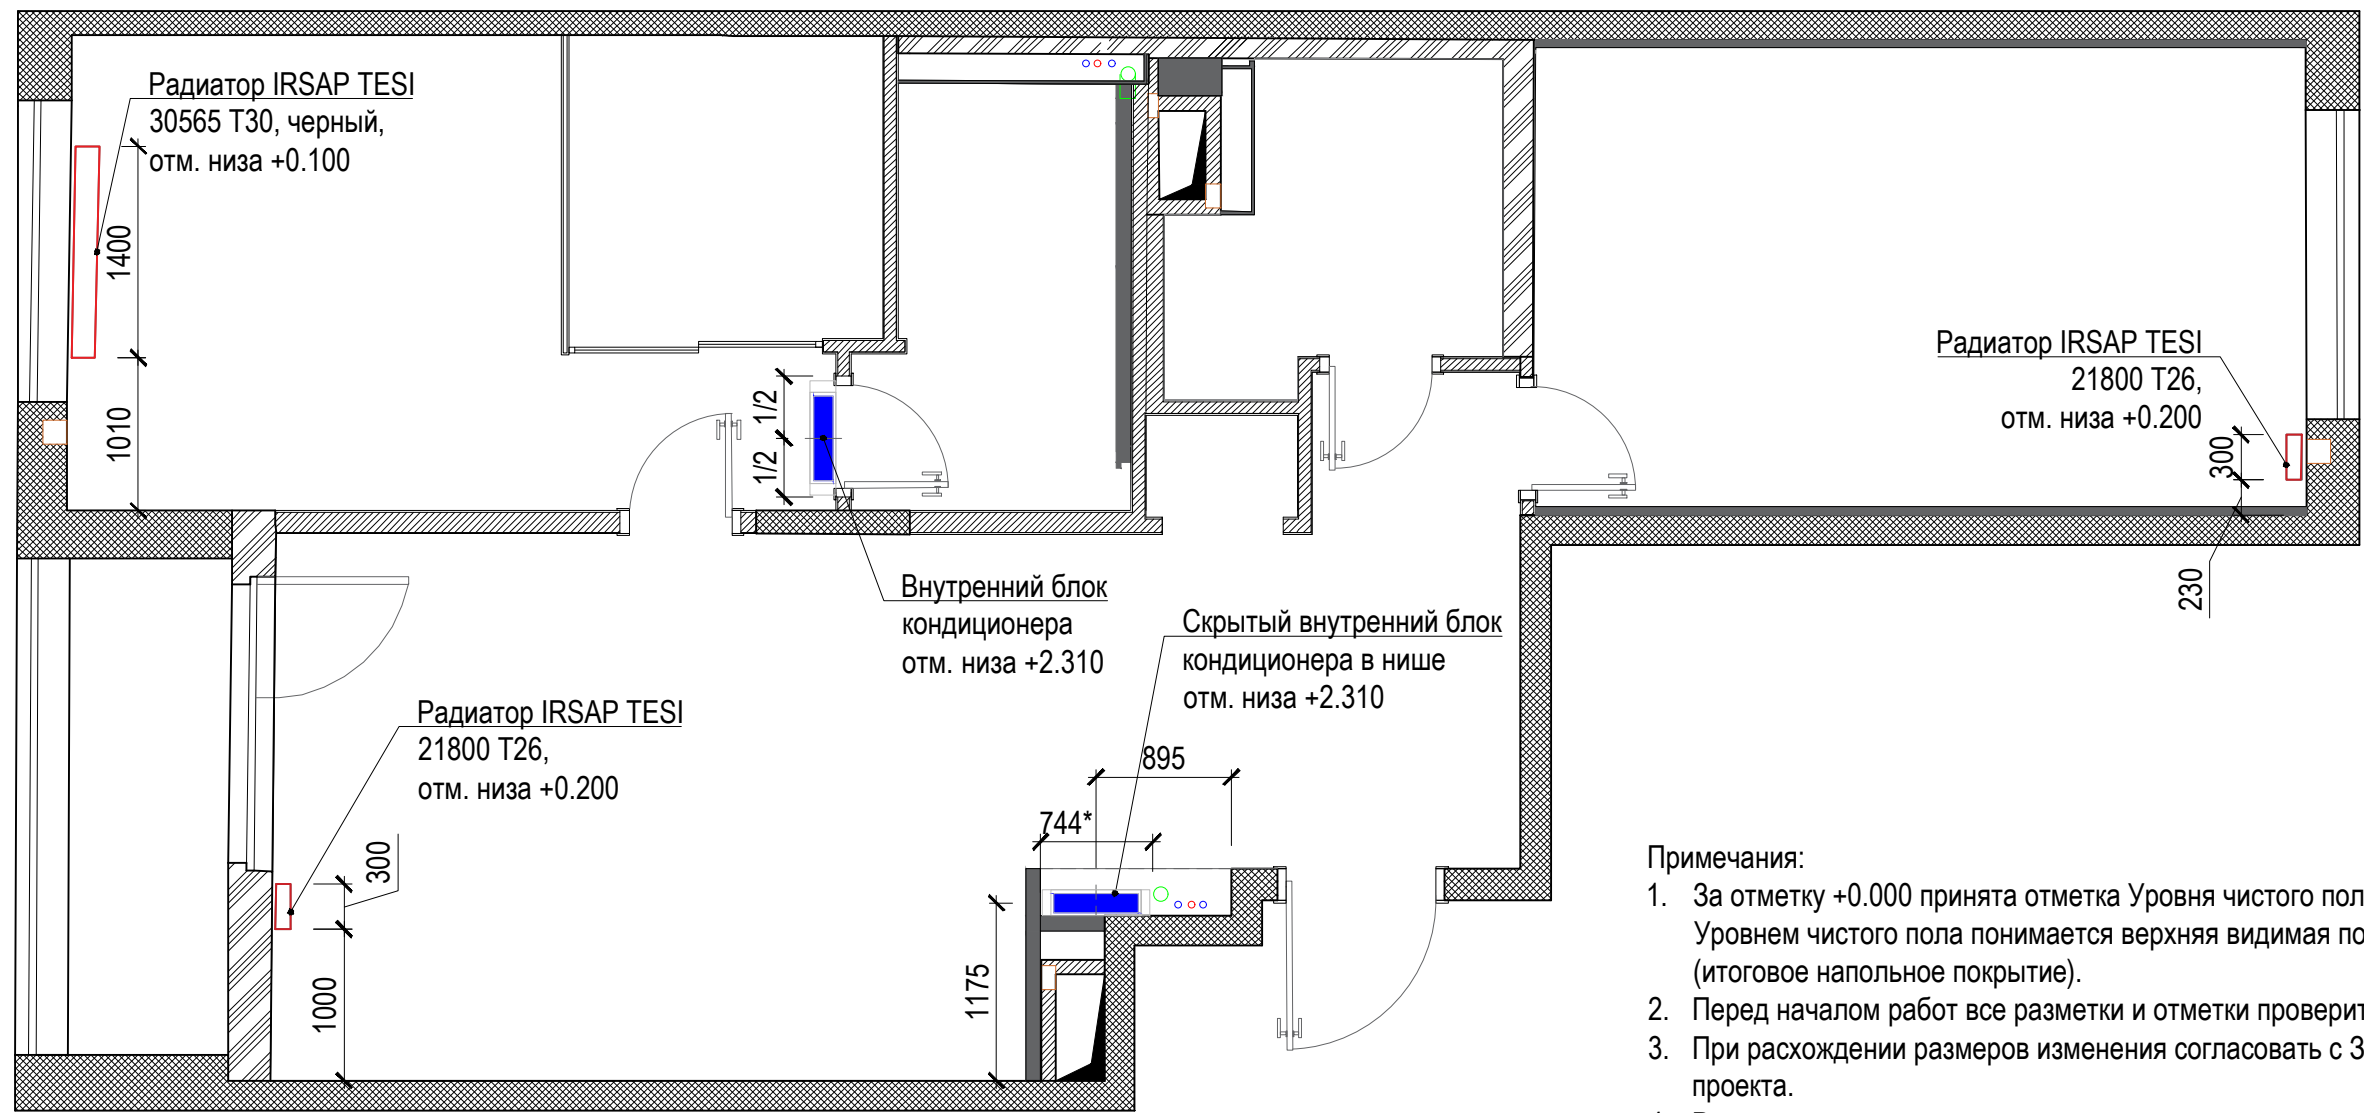 Радиатор IRSAP TESI
30565 T30, черный,
отм. низа +0.100
1400
1010
1/2
1/2
Радиатор IRSAP TESI
21800 T26,
отм. низа +0.200
300
230
Внутренний блок
кондиционера
отм. низа +2.310
Скрытый внутренний блок
кондиционера в нише
отм. низа +2.310
Радиатор IRSAP TESI
21800 T26,
отм. низа +0.200
300
1000
895
744*
1175
Примечания:
1. За отметку +0.000 принята отметка Уровня чистого пол
Уровнем чистого пола понимается верхняя видимая по
(итоговое напольное покрытие).
2. Перед началом работ все разметки и отметки проверит
3. При расхождении размеров изменения согласовать с З
проекта.